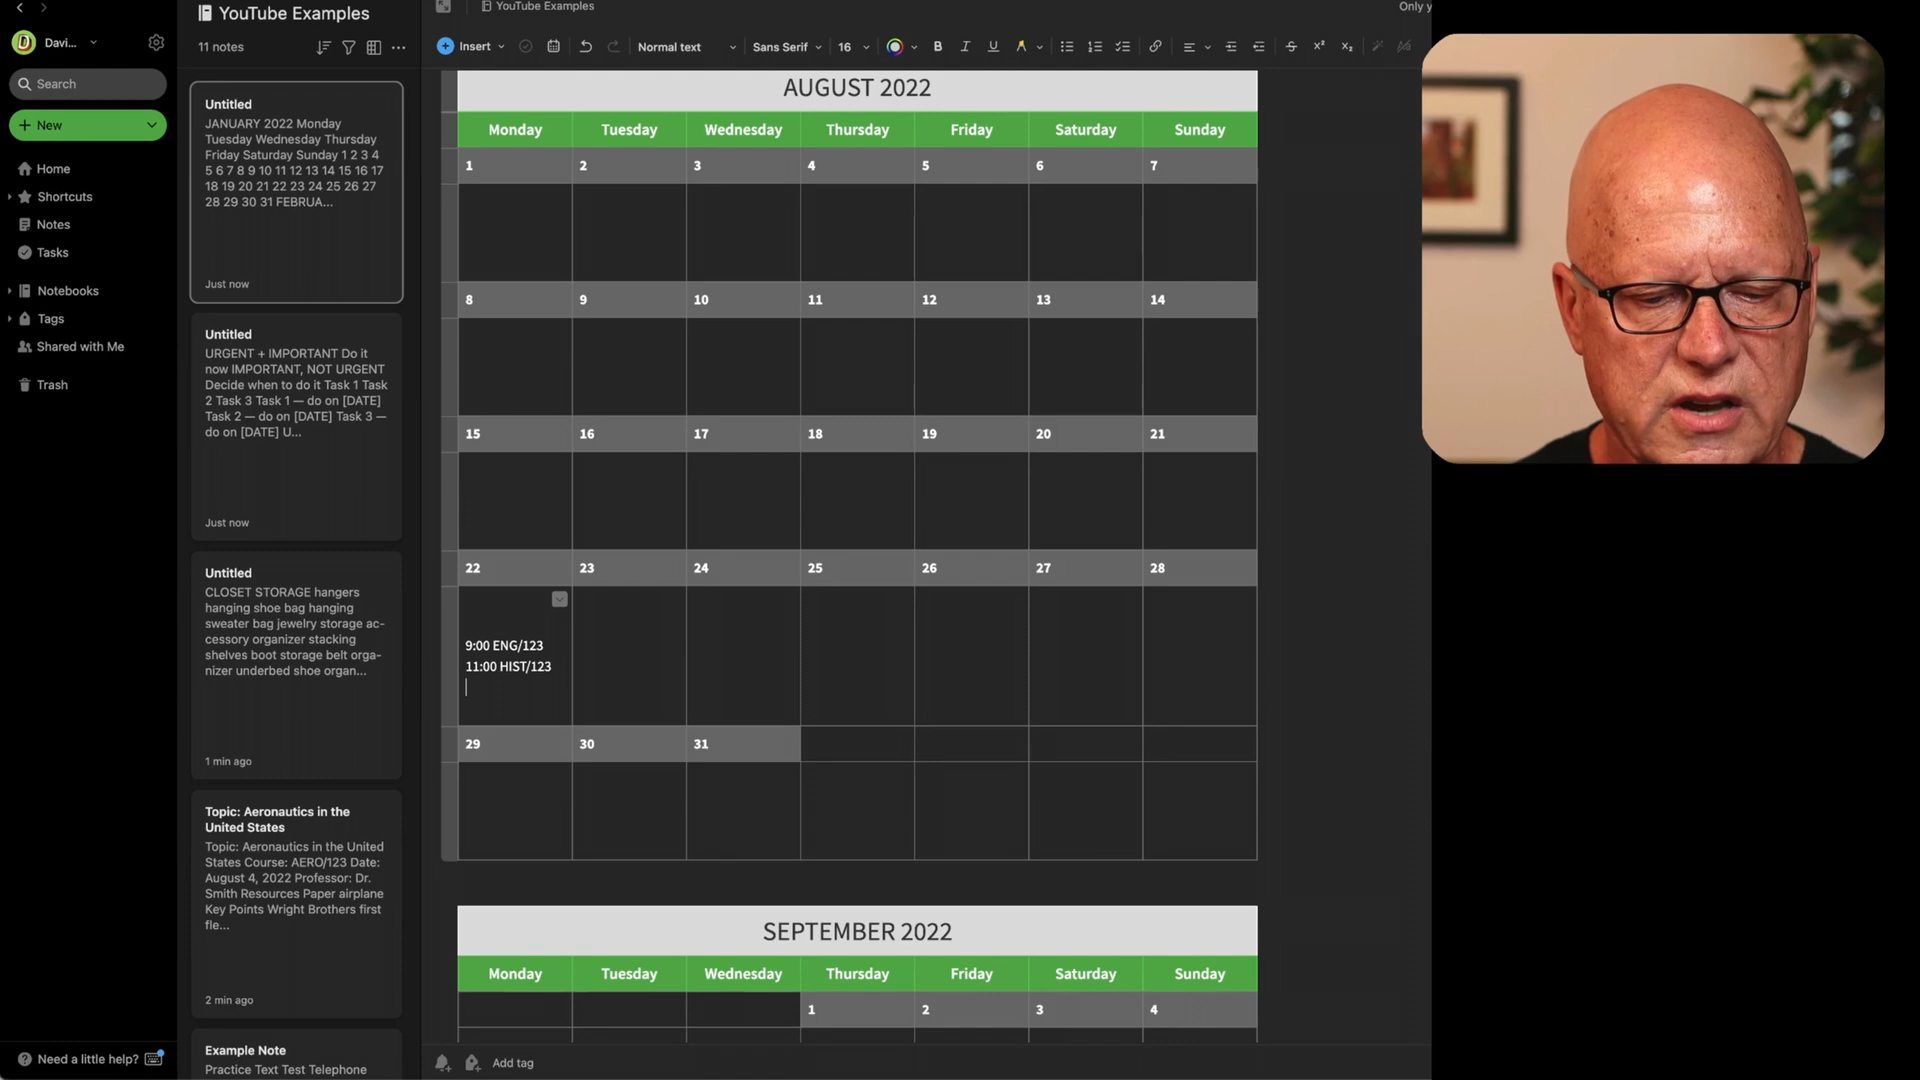 YouTube Examples
11 notes
Davi...
Search
New
Home
Shortcuts
Notes
Tasks
Notebooks
Tags
Shared with Me
Trash
Need a little help?
Untitled
JANUARY 2022 Monday
Tuesday Wednesday Thursday
Friday Saturday Sunday 1 2 3 4
5 6 7 8 9 10 11 12 13 14 15 16 17
18 19 20 21 22 23 24 25 26 27
28 29 30 31 FEBRUA...
Just now
Untitled
URGENT + IMPORTANT Do it
now IMPORTANT, NOT URGENT
Decide when to do it Task 1 Task
2 Task 3 Task 1 — do on [DATE]
Task 2 — do on [DATE] Task 3 —
do on [DATE] U...
Just now
Untitled
CLOSET STORAGE hangers
hanging shoe bag hanging
sweater bag jewelry storage ac-
cessory organizer stacking
shelves boot storage belt orga-
nizer underbed shoe organ...
1 min ago
Topic: Aeronautics in the
United States
Topic: Aeronautics in the United
States Course: AERO/123 Date:
August 4, 2022 Professor: Dr.
Smith Resources Paper airplane
Key Points Wright Brothers first
fle...
2 min ago
Example Note
Practice Text Test Telephone
YouTube Examples
Only y
Insert Normal text Sans Serif 16 B I U A S x² x₂
AUGUST 2022
Monday Tuesday Wednesday Thursday Friday Saturday Sunday
1 2 3 4 5 6 7
8 9 10 11 12 13 14
15 16 17 18 19 20 21
22 23 24 25 26 27 28
9:00 ENG/123
11:00 HIST/123
29 30 31
SEPTEMBER 2022
Monday Tuesday Wednesday Thursday Friday Saturday Sunday
1 2 3 4
Add tag